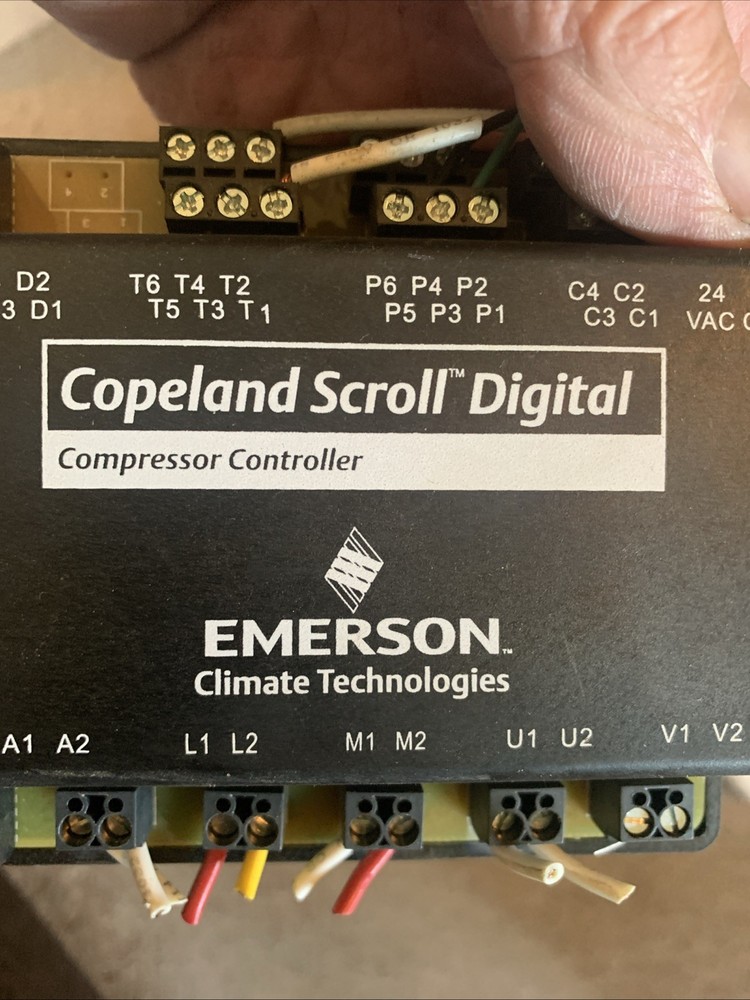 D2 T6 T4 T2 P6 P4 P2 C4 C2 24
3 D1 T5 T3 T1 P5 P3 P1 C3 C1 VAC
Copeland Scroll™ Digital
Compressor Controller
EMERSON™
Climate Technologies
A1 A2 L1 L2 M1 M2 U1 U2 V1 V2